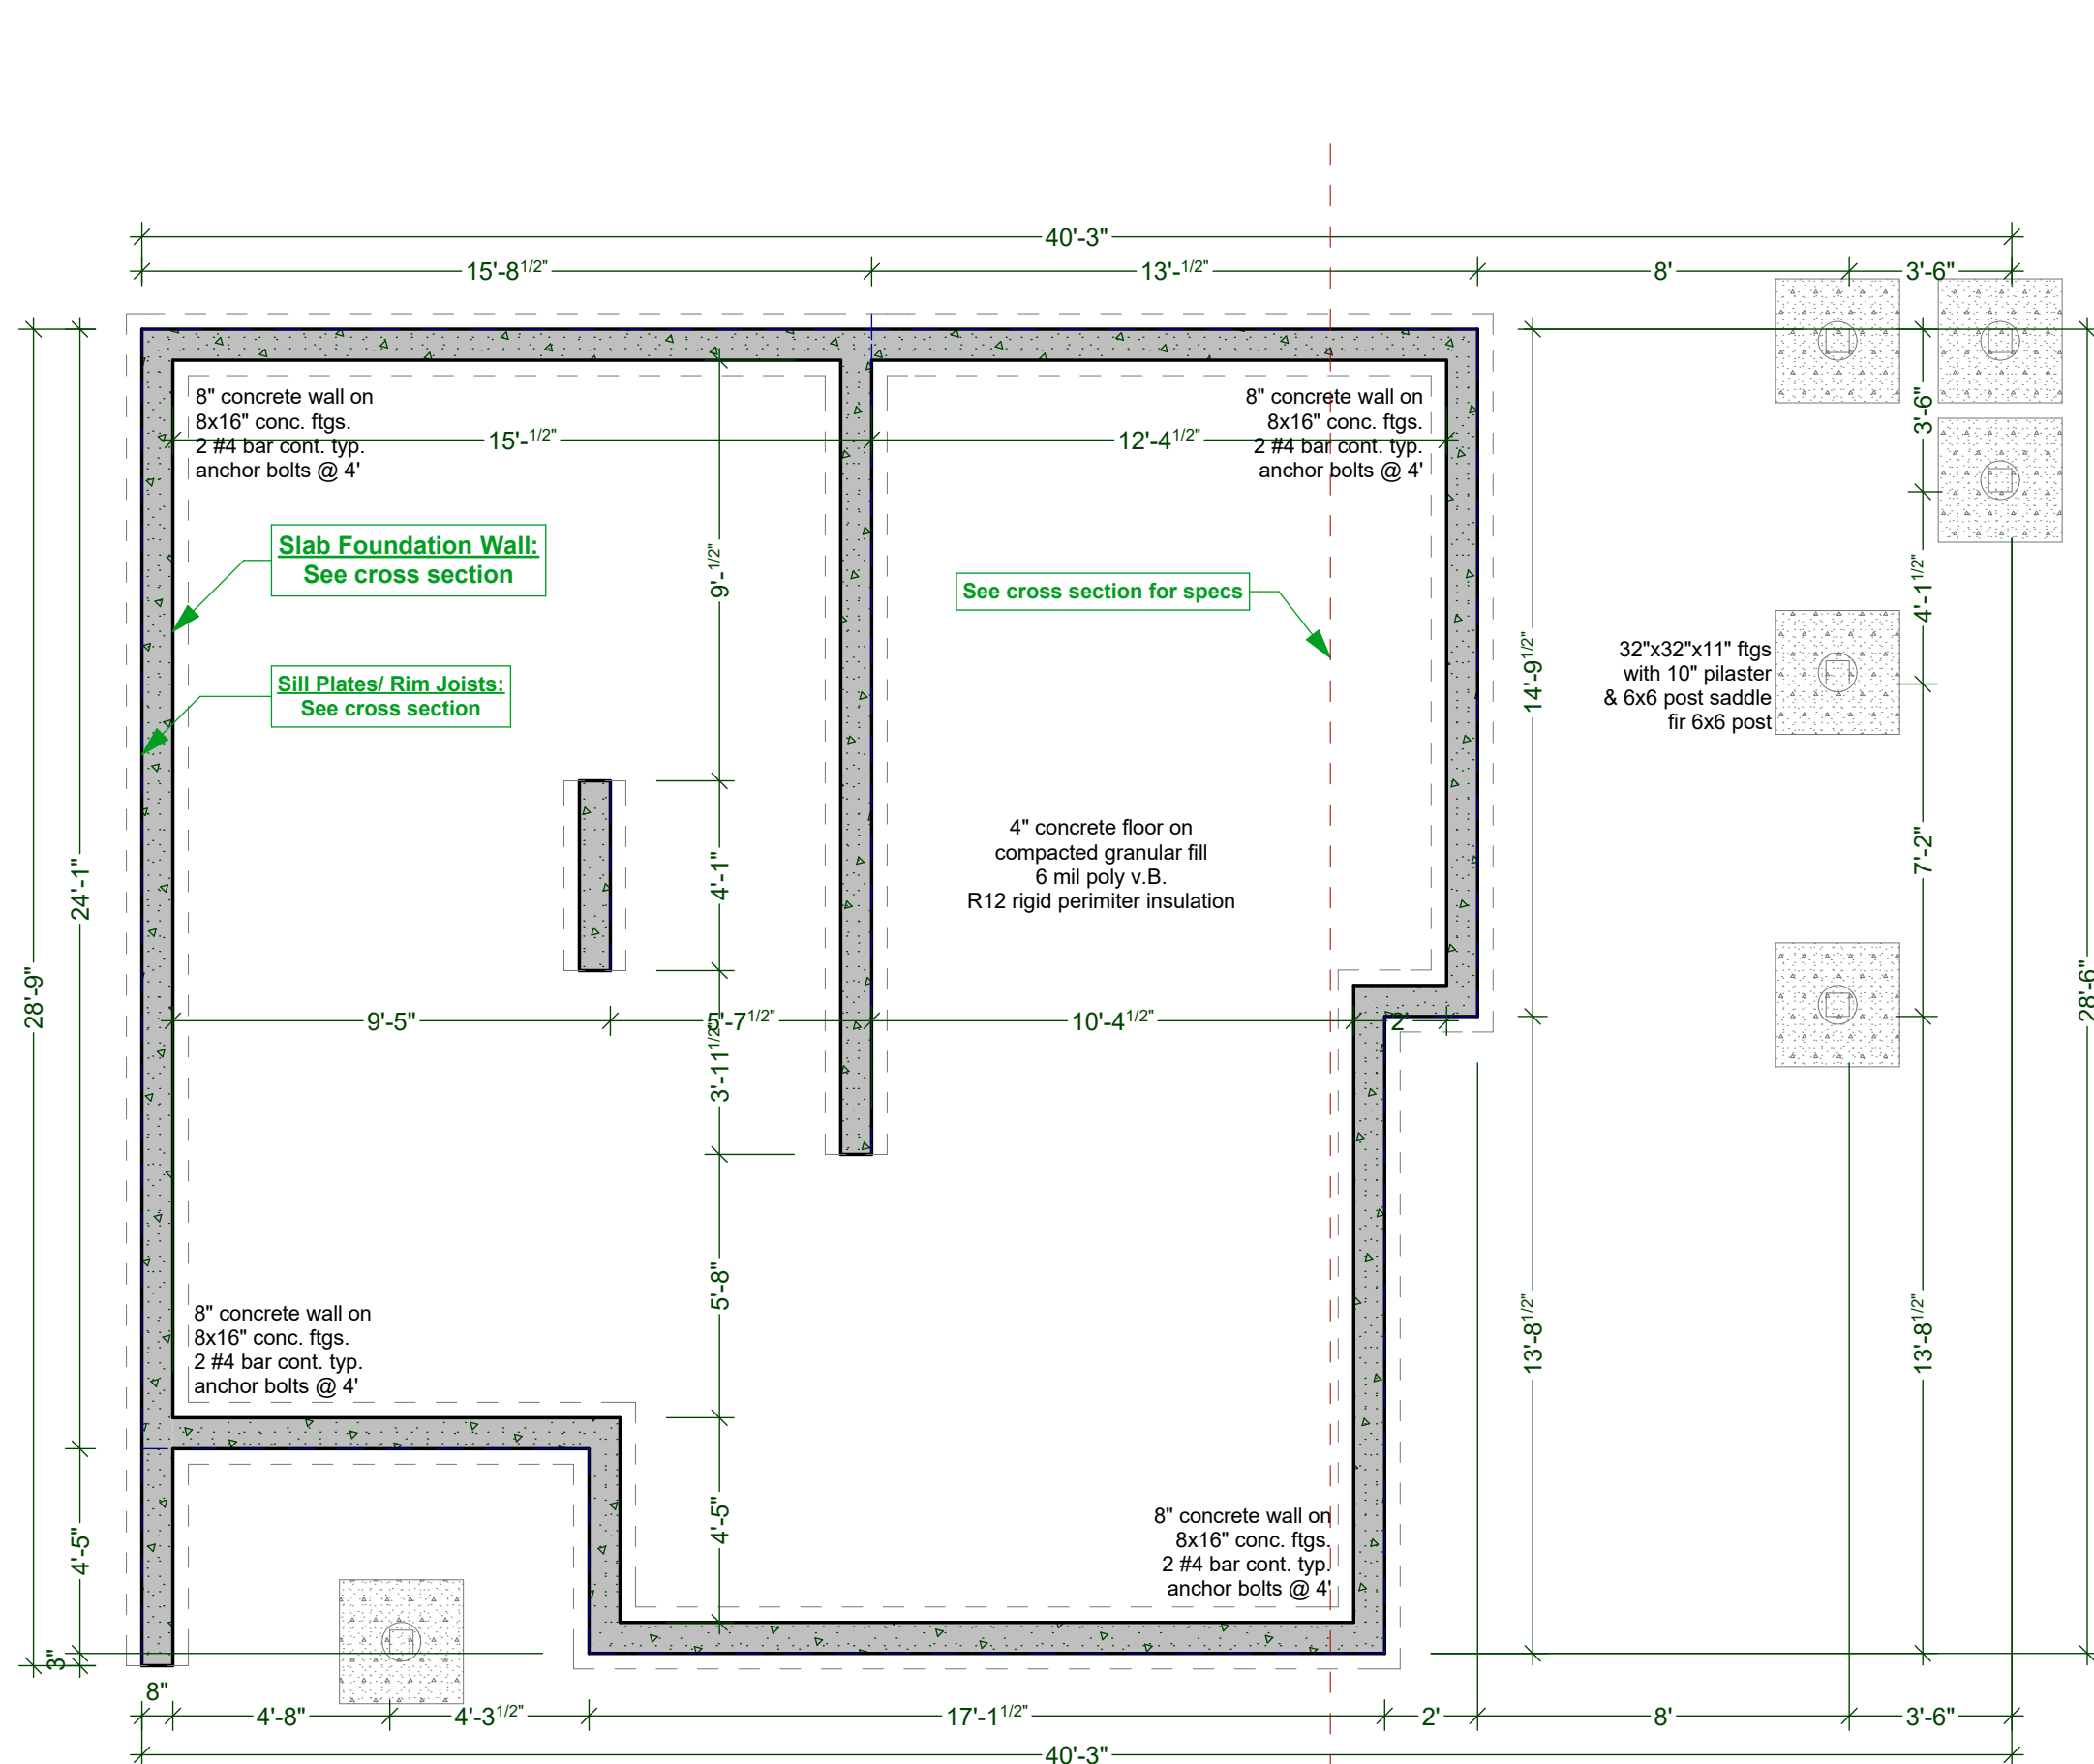 40'-3"
15'-8 1/2"
13'- 1/2"
8'
3'-6"
8" concrete wall on
8x16" conc. ftgs.
2 #4 bar cont. typ.
anchor bolts @ 4'
8" concrete wall on
8x16" conc. ftgs.
2 #4 bar cont. typ.
anchor bolts @ 4'
15'- 1/2"
12'-4 1/2"
3'-6"
Slab Foundation Wall:
See cross section
9'- 1/2"
See cross section for specs
4'-1 1/2"
Sill Plates/ Rim Joists:
See cross section
14'-9 1/2"
32"x32"x11" ftgs
with 10" pilaster
& 6x6 post saddle
fir 6x6 post
4" concrete floor on
compacted granular fill
6 mil poly v.B.
R12 rigid perimiter insulation
24'-1"
4'-1"
7'-2"
28'-9"
28'-6"
9'-5"
5'-7 1/2"
10'-4 1/2"
2'
3'-11 1/2"
5'-8"
13'-8 1/2"
13'-8 1/2"
8" concrete wall on
8x16" conc. ftgs.
2 #4 bar cont. typ.
anchor bolts @ 4'
4'-5"
4'-5"
8" concrete wall on
8x16" conc. ftgs.
2 #4 bar cont. typ.
anchor bolts @ 4'
3"
8"
4'-8"
4'-3 1/2"
17'-1 1/2"
2'
8'
3'-6"
40'-3"